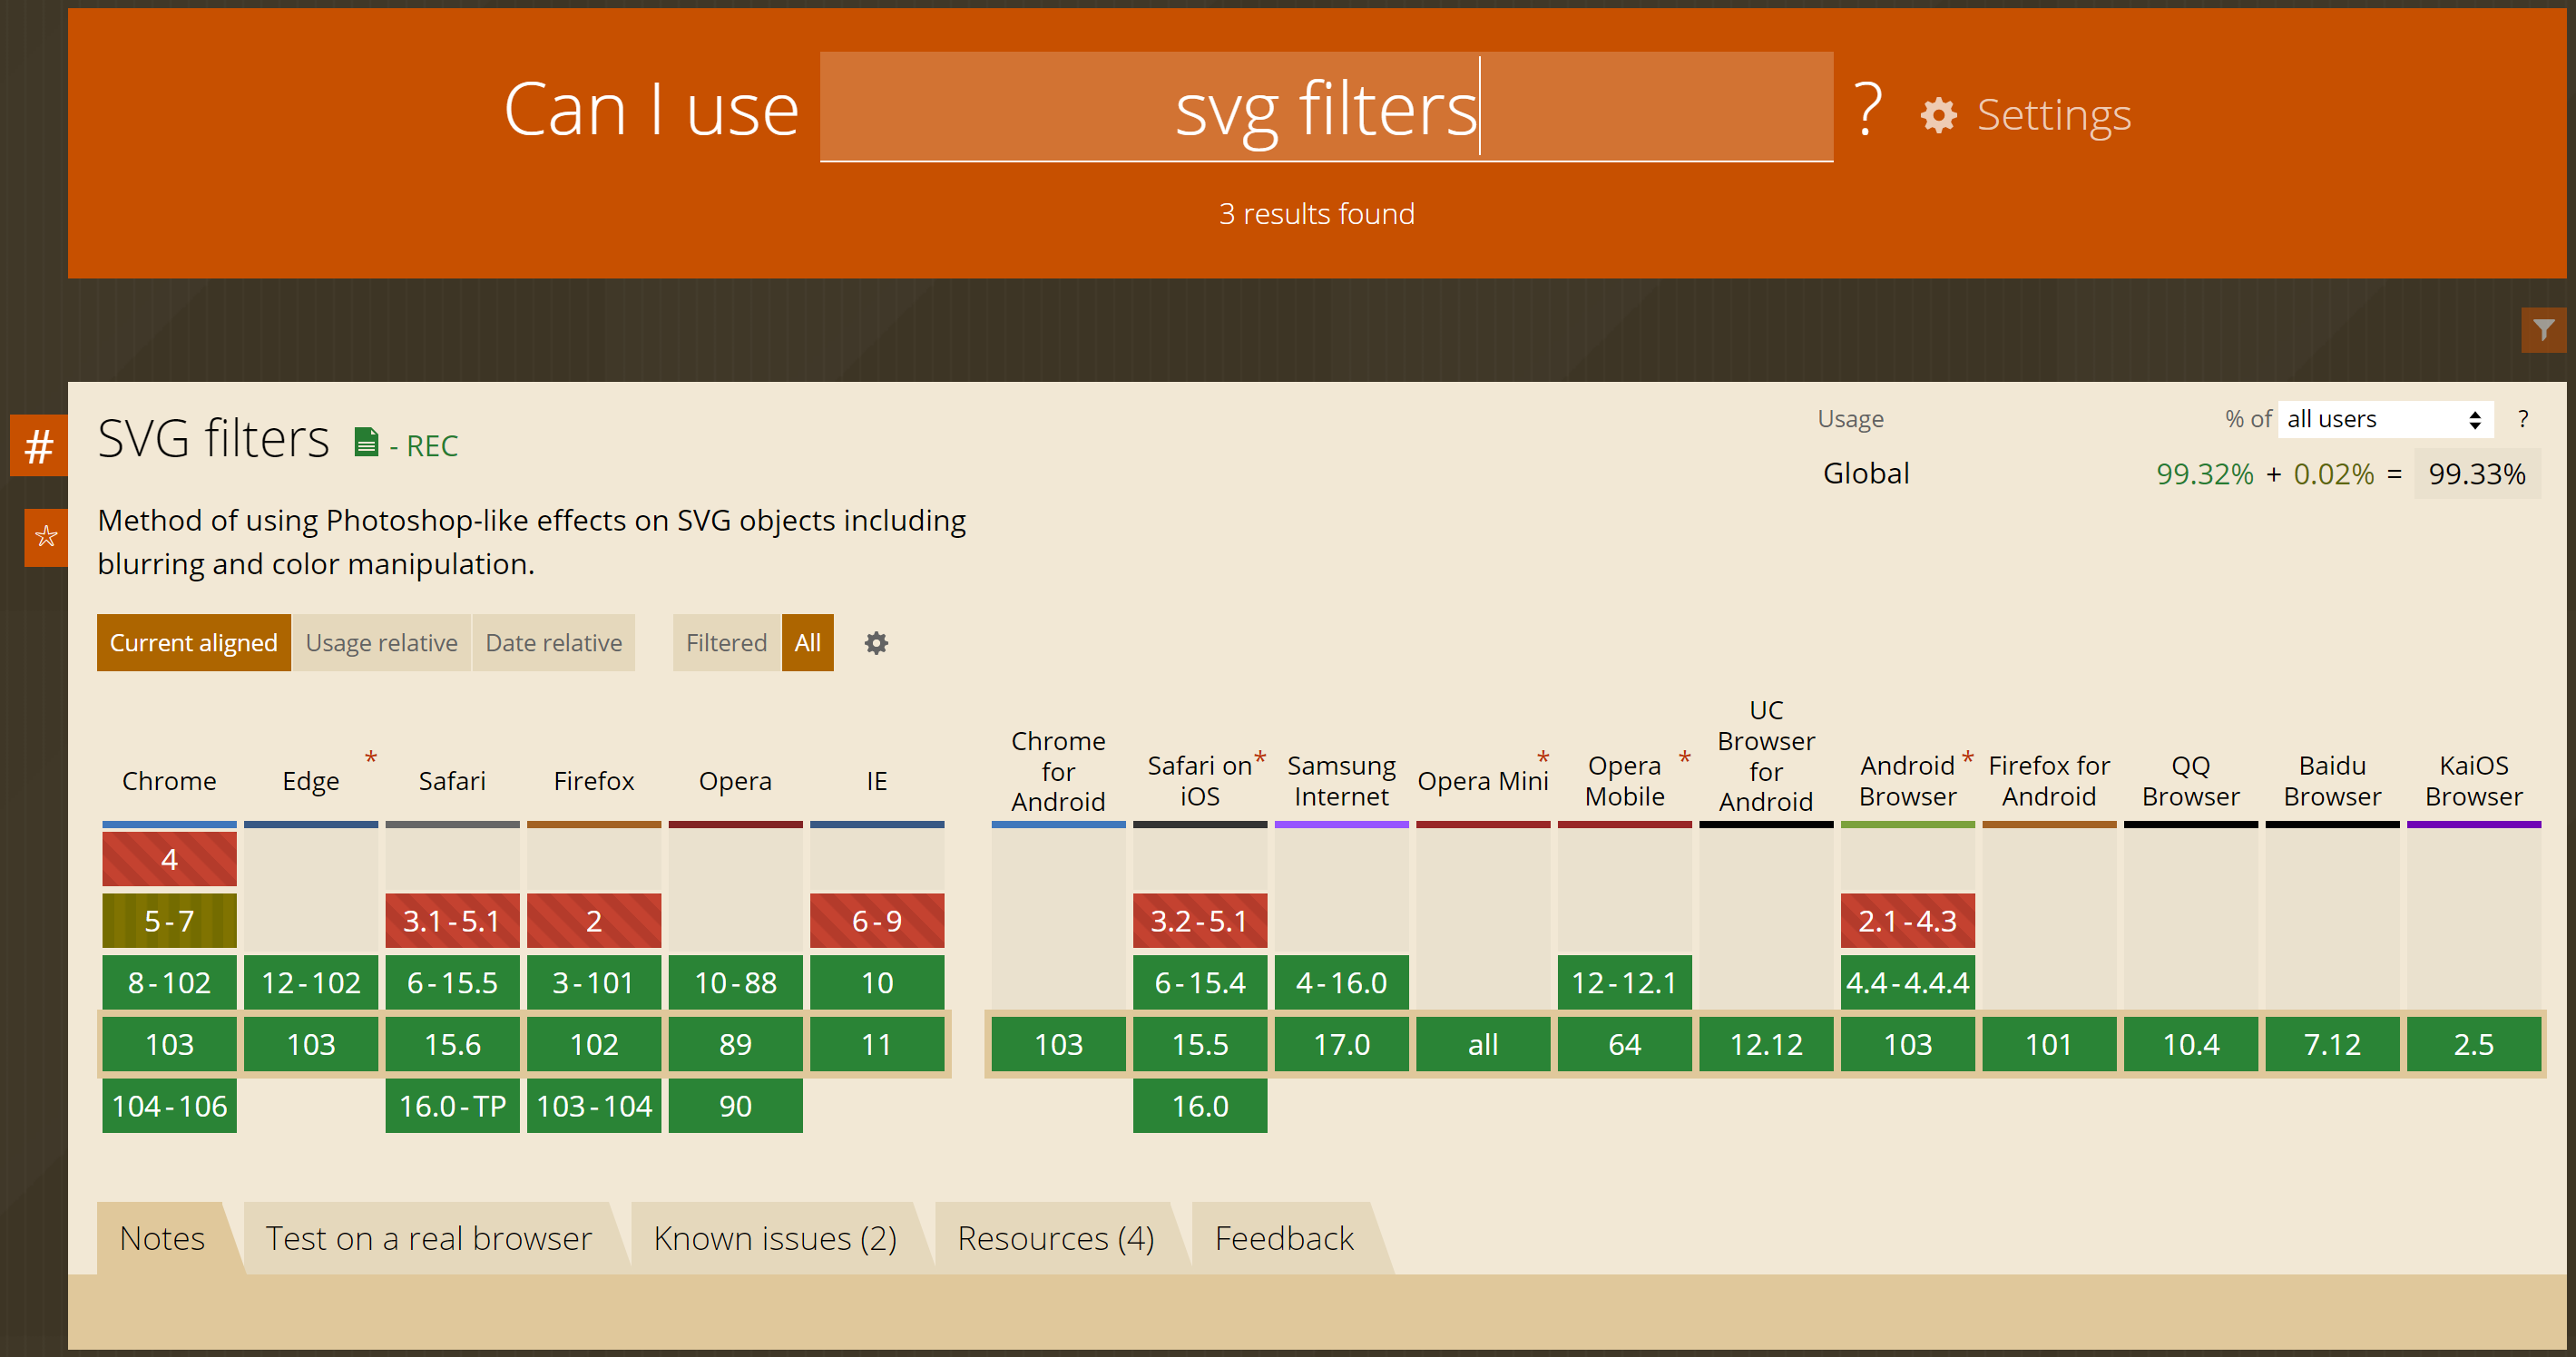 Can I use svg filters ? Settings
3 results found
# SVG filters - REC
Usage % of all users ?
Global 99.32% + 0.02% = 99.33%
Method of using Photoshop-like effects on SVG objects including
blurring and color manipulation.
Current aligned Usage relative Date relative Filtered All
Chrome
Edge *
Safari
Firefox
Opera
IE
Chrome
for
Android
Safari on *
iOS
Samsung
Internet
Opera Mini *
Opera *
Mobile
UC
Browser
for
Android
Android *
Browser
Firefox for
Android
QQ
Browser
Baidu
Browser
KaiOS
Browser
4
5-7 3.1-5.1 2 6-9 3.2-5.1 2.1-4.3
8-102 12-102 6-15.5 3-101 10-88 10 6-15.4 4-16.0 12-12.1 4.4-4.4.4
103 103 15.6 102 89 11 103 15.5 17.0 all 64 12.12 103 101 10.4 7.12 2.5
104-106 16.0-TP 103-104 90 16.0
Notes Test on a real browser Known issues (2) Resources (4) Feedback